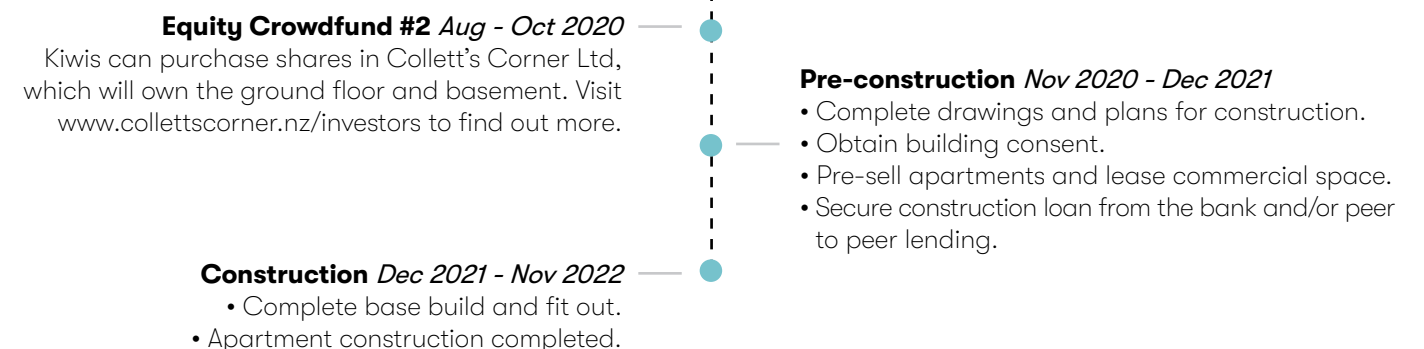 Equity Crowdfund #2 Aug - Oct 2020
Kiwis can purchase shares in Collett's Corner Ltd,
which will own the ground floor and basement. Visit
www.collettscorner.nz/investors to find out more.
Pre-construction Nov 2020 - Dec 2021
• Complete drawings and plans for construction.
• Obtain building consent.
• Pre-sell apartments and lease commercial space.
• Secure construction loan from the bank and/or peer
to peer lending.
Construction Dec 2021 - Nov 2022
• Complete base build and fit out.
• Apartment construction completed.